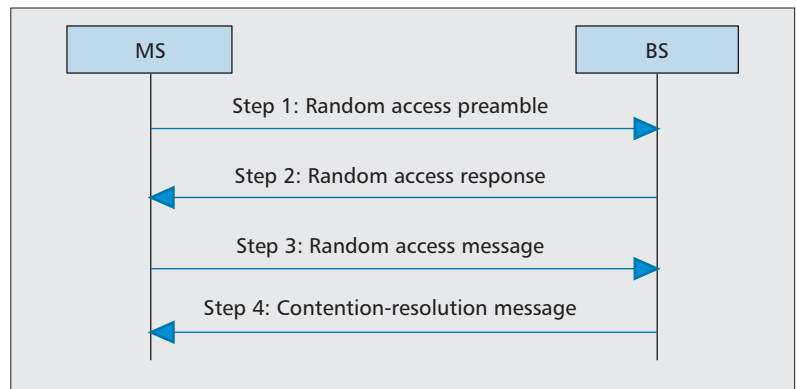 MS
BS
Step 1: Random access preamble
Step 2: Random access response
Step 3: Random access message
Step 4: Contention-resolution message